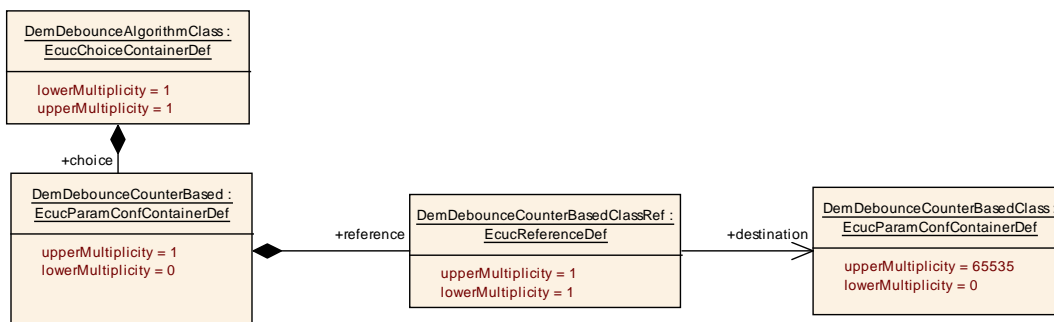 DemDebounceAlgorithmClass :
EcucChoiceContainerDef
lowerMultiplicity = 1
upperMultiplicity = 1
+choice
DemDebounceCounterBased :
EcucParamConfContainerDef
upperMultiplicity = 1
lowerMultiplicity = 0
+reference
DemDebounceCounterBasedClassRef :
EcucReferenceDef
upperMultiplicity = 1
lowerMultiplicity = 1
+destination
DemDebounceCounterBasedClass :
EcucParamConfContainerDef
upperMultiplicity = 65535
lowerMultiplicity = 0